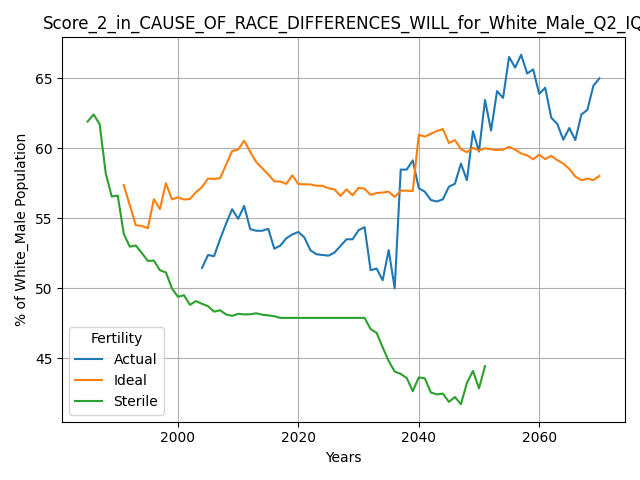 Score_2_in_CAUSE_OF_RACE_DIFFERENCES_WILL_for_White_Male_Q2_IQ
% of White_Male Population
65
60
55
50
45
Fertility
Actual
Ideal
Sterile
2000 2020 2040 2060
Years